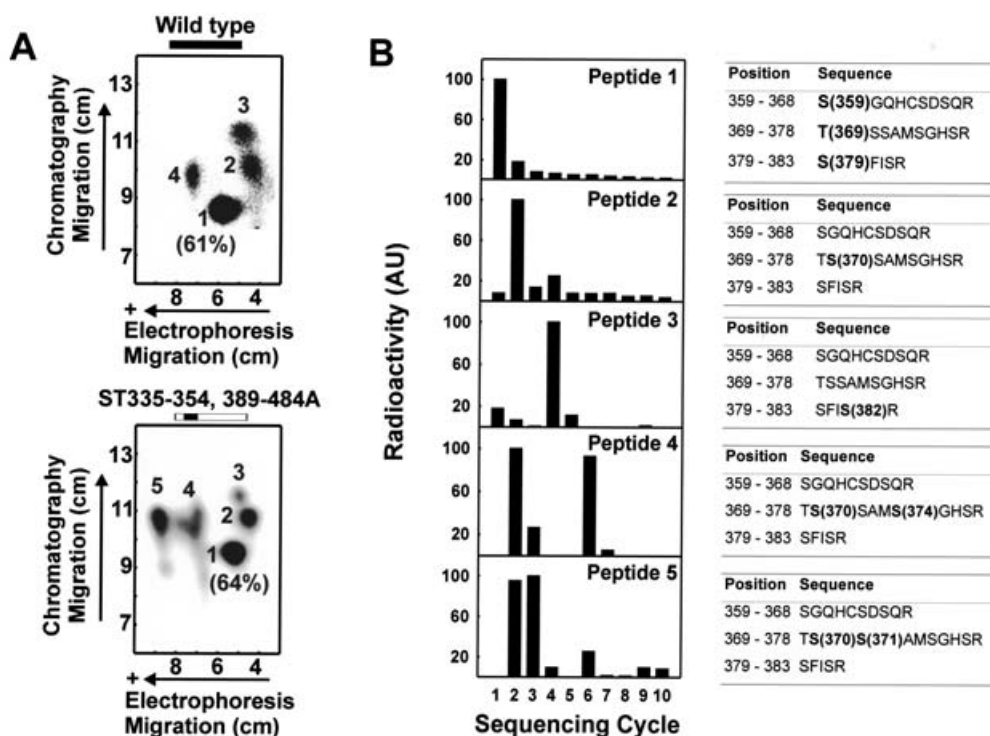 A
Wild type
Chromatography
Migration (cm)
13
11
9
7
3
4
2
1
(61%)
+
8 6 4
Electrophoresis
Migration (cm)
ST335-354, 389-484A
Chromatography
Migration (cm)
13
11
9
7
5
4
3
2
1
(64%)
+
8 6 4
Electrophoresis
Migration (cm)
B
Radioactivity (AU)
Peptide 1
100
60
20
Peptide 2
100
60
20
Peptide 3
100
60
20
Peptide 4
100
60
20
Peptide 5
100
60
20
1 2 3 4 5 6 7 8 9 10
Sequencing Cycle
Position Sequence
359 - 368 S(359)GQHCSDSQR
369 - 378 T(369)SSAMSGHSR
379 - 383 S(379)FISR
Position Sequence
359 - 368 SGQHCSDSQR
369 - 378 TS(370)SAMSGHSR
379 - 383 SFISR
Position Sequence
359 - 368 SGQHCSDSQR
369 - 378 TSSAMSGHSR
379 - 383 SFIS(382)R
Position Sequence
359 - 368 SGQHCSDSQR
369 - 378 TS(370)SAMS(374)GHSR
379 - 383 SFISR
Position Sequence
359 - 368 SGQHCSDSQR
369 - 378 TS(370)S(371)AMSGHSR
379 - 383 SFISR